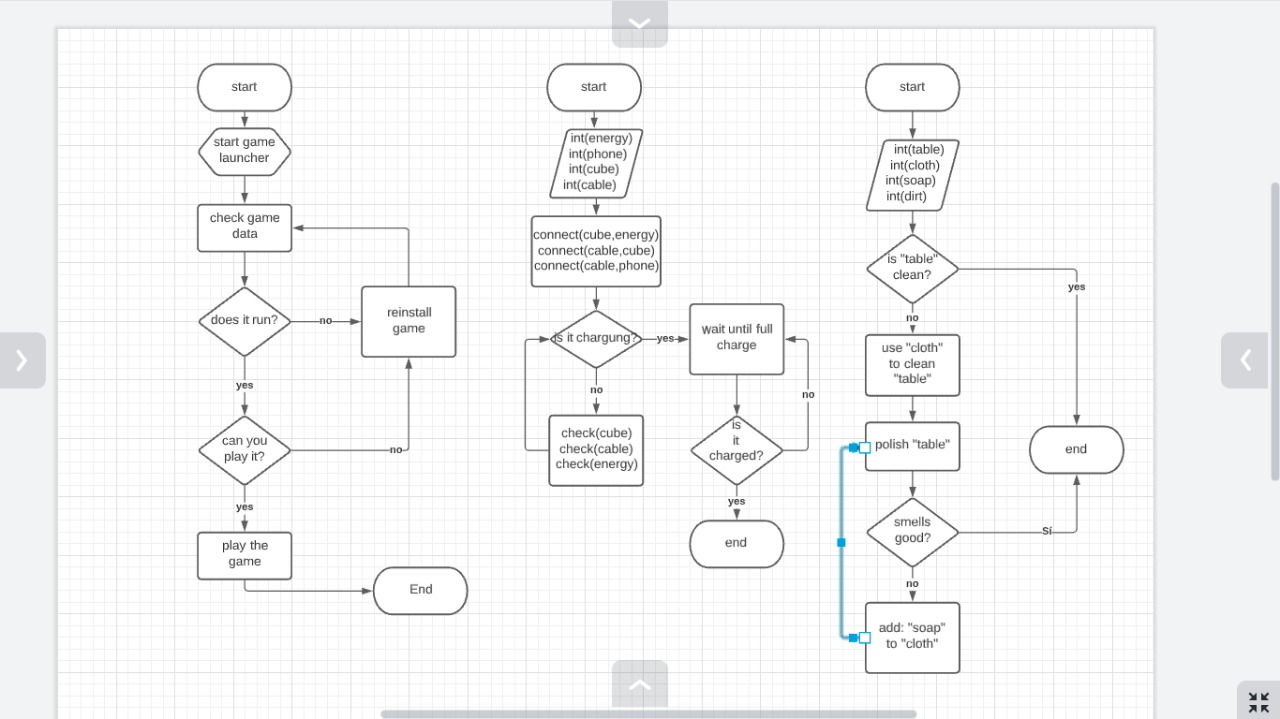 start
start game
launcher
check game
data
does it run?
no
reinstall
game
yes
can you
play it?
no
yes
play the
game
End
start
int(energy)
int(phone)
int(cube)
int(cable)
connect(cube,energy)
connect(cable,cube)
connect(cable,phone)
is it chargung?
yes
wait until full
charge
no
check(cube)
check(cable)
check(energy)
is
it
charged?
no
yes
end
start
int(table)
int(cloth)
int(soap)
int(dirt)
is "table"
clean?
yes
no
use "cloth"
to clean
"table"
polish "table"
end
smells
good?
Sí
no
add: "soap"
to "cloth"